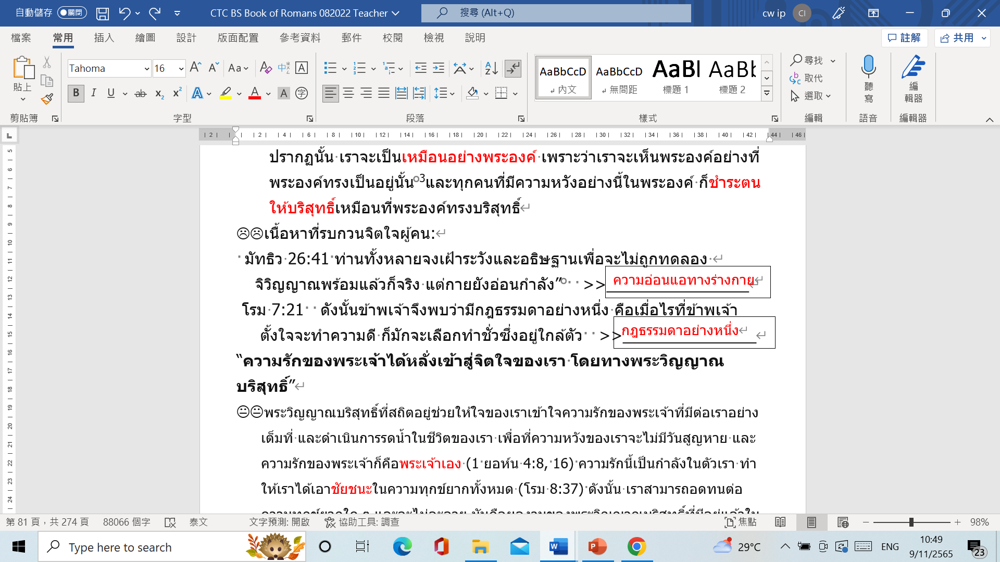 自動儲存 關閉 CTC BS Book of Romans 082022 Teacher 搜尋 (Alt+Q) cw ip CI
檔案 常用 插入 繪圖 設計 版面配置 參考資料 郵件 校閱 檢視 說明 註解 共用
貼上 Tahoma 16 Aa AaBbCcD 內文 AaBbCcD 無間距 AaBl 標題 1 AaBb 標題 2 尋找 取代 選取 聽寫 編輯器
剪貼簿 字型 段落 樣式 編輯 語音 編輯器
2 2 4 6 8 10 12 14 16 18 20 22 24 26 28 30 32 34 36 38 40 42 44 46
ปรากฏนั้น เราจะเป็นเหมือนอย่างพระองค์ เพราะว่าเราจะเห็นพระองค์อย่างที่
พระองค์ทรงเป็นอยู่นั้น 3และทุกคนที่มีความหวังอย่างนี้ในพระองค์ ก็ชำระตน
ให้บริสุทธิ์เหมือนที่พระองค์ทรงบริสุทธิ์
☹☹เนื้อหาที่รบกวนจิตใจผู้คน:
มัทธิว 26:41 ท่านทั้งหลายจงเฝ้าระวังและอธิษฐานเพื่อจะไม่ถูกทดลอง
จิวิญญาณพร้อมแล้วก็จริง แต่กายยังอ่อนกำลัง” >> ความอ่อนแอทางร่างกาย
โรม 7:21 ดังนั้นข้าพเจ้าจึงพบว่ามีกฎธรรมดาอย่างหนึ่ง คือเมื่อไรที่ข้าพเจ้า
ตั้งใจจะทำความดี ก็มักจะเลือกทำชั่วซึ่งอยู่ใกล้ตัว >> กฎธรรมดาอย่างหนึ่ง
“ความรักของพระเจ้าได้หลั่งเข้าสู่จิตใจของเรา โดยทางพระวิญญาณ
บริสุทธิ์”
😐😐พระวิญญาณบริสุทธิ์ที่สถิตอยู่ช่วยให้ใจของเราเข้าใจความรักของพระเจ้าที่มีต่อเราอย่าง
เต็มที่ และดำเนินการรดน้ำในชีวิตของเรา เพื่อที่ความหวังของเราจะไม่มีวันสูญหาย และ
ความรักของพระเจ้าก็คือพระเจ้าเอง (1 ยอห์น 4:8, 16) ความรักนี้เป็นกำลังในตัวเรา ทำ
ให้เราได้เอาชัยชนะในความทุกข์ยากทั้งหมด (โรม 8:37) ดังนั้น เราสามารถอดทนต่อ
第 81 頁，共 274 頁 88066 個字 泰文 文字預測: 開啟 協助工具: 調查 焦點 98%
Type here to search 29°C ENG 10:49
9/11/2565 23